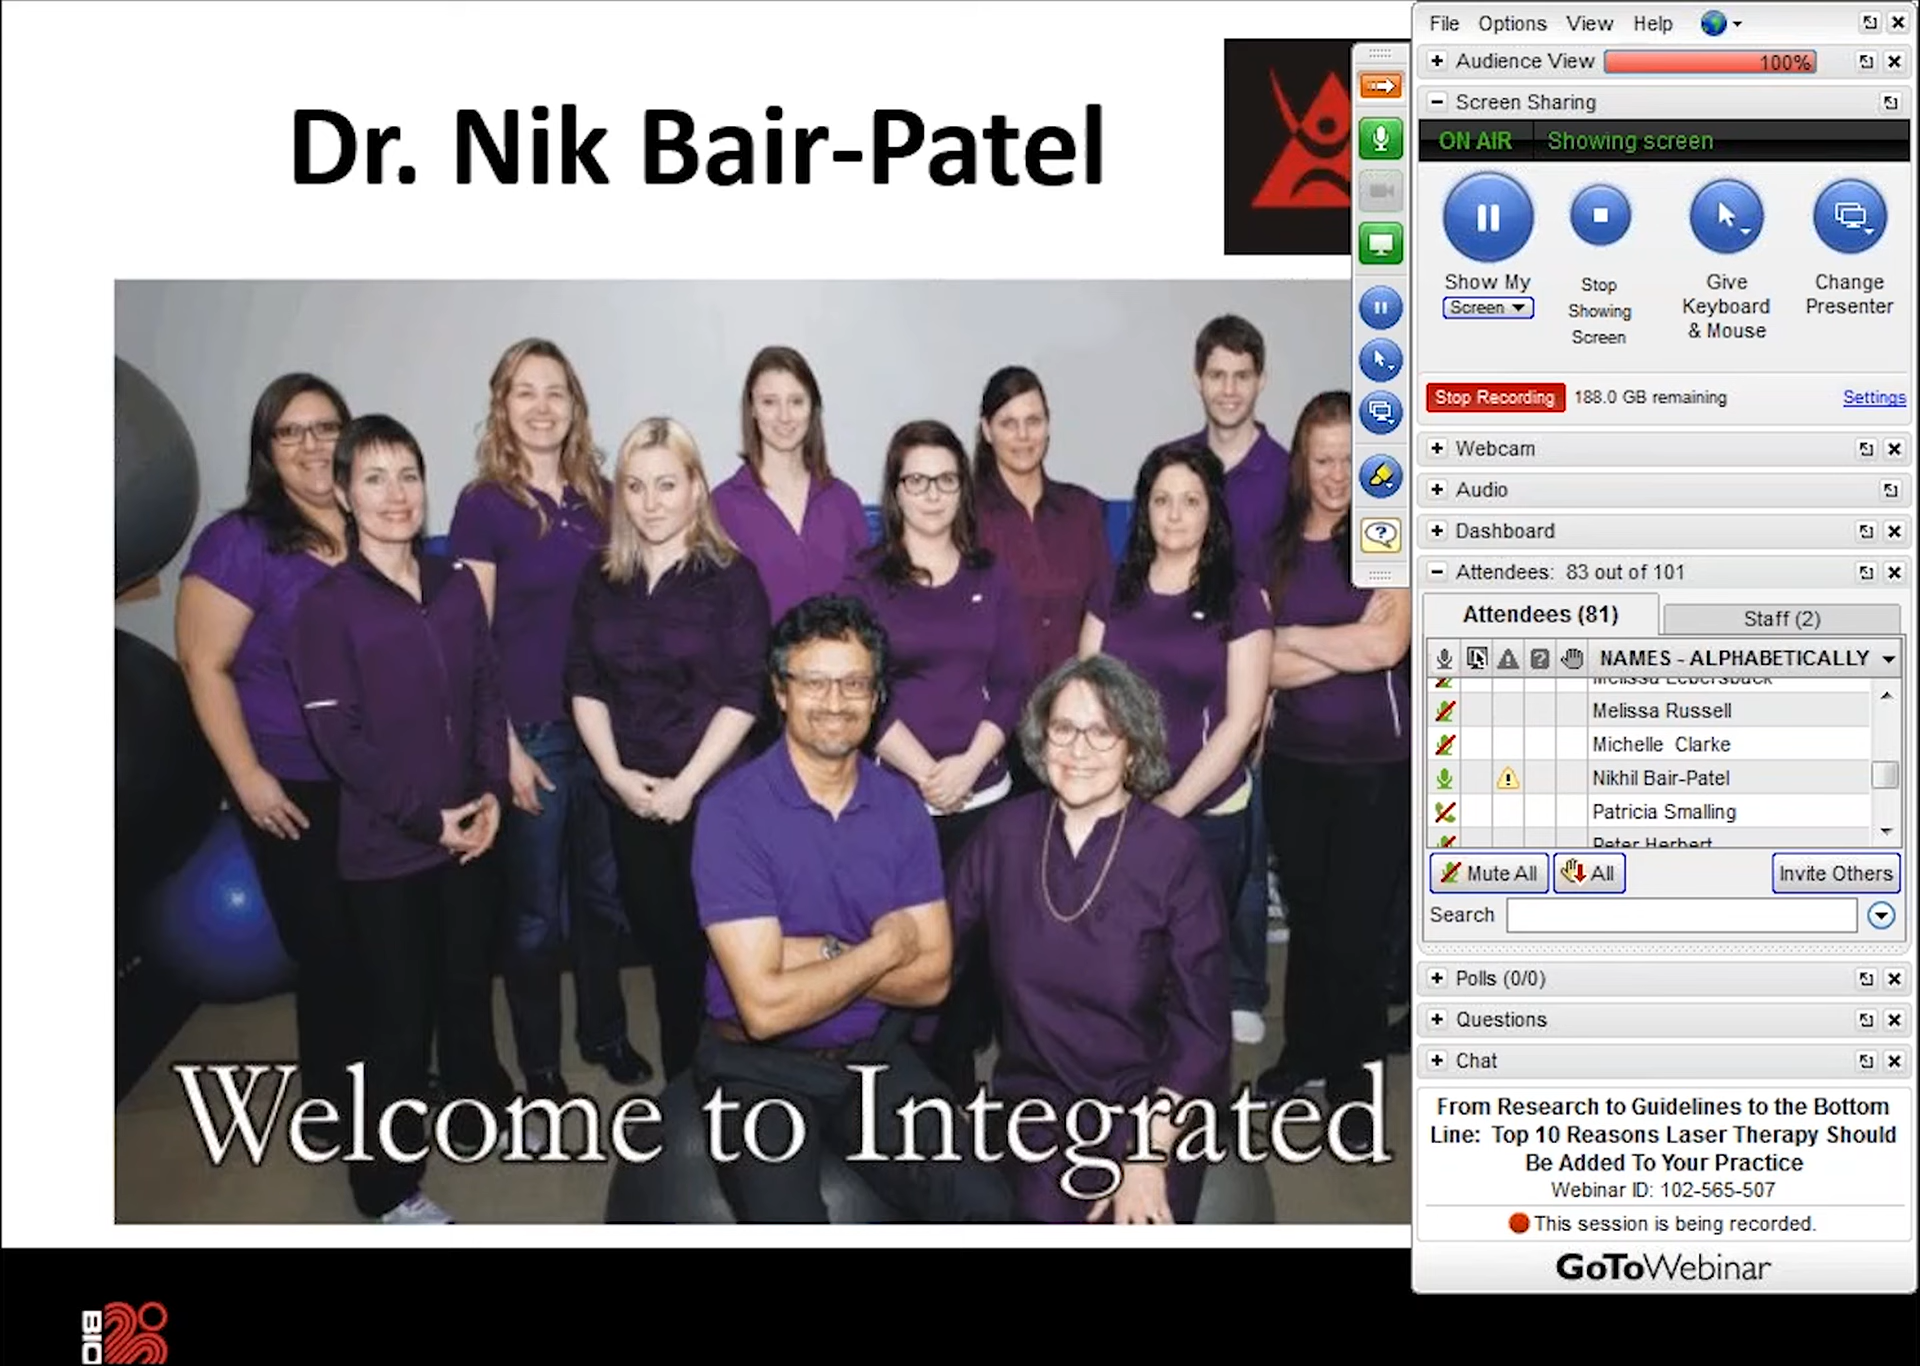 Dr. Nik Bair-Patel
Welcome to Integrated
BIO
File Options View Help
Audience View 100%
Screen Sharing
ON AIR Showing screen
Show My
Screen
Stop
Showing
Screen
Give
Keyboard
& Mouse
Change
Presenter
Stop Recording 188.0 GB remaining Settings
Webcam
Audio
Dashboard
Attendees: 83 out of 101
Attendees (81) Staff (2)
NAMES - ALPHABETICALLY
Melissa Russell
Michelle Clarke
Nikhil Bair-Patel
Patricia Smalling
Peter Herbert
Mute All All Invite Others
Search
Polls (0/0)
Questions
Chat
From Research to Guidelines to the Bottom
Line: Top 10 Reasons Laser Therapy Should
Be Added To Your Practice
Webinar ID: 102-565-507
This session is being recorded.
GoToWebinar